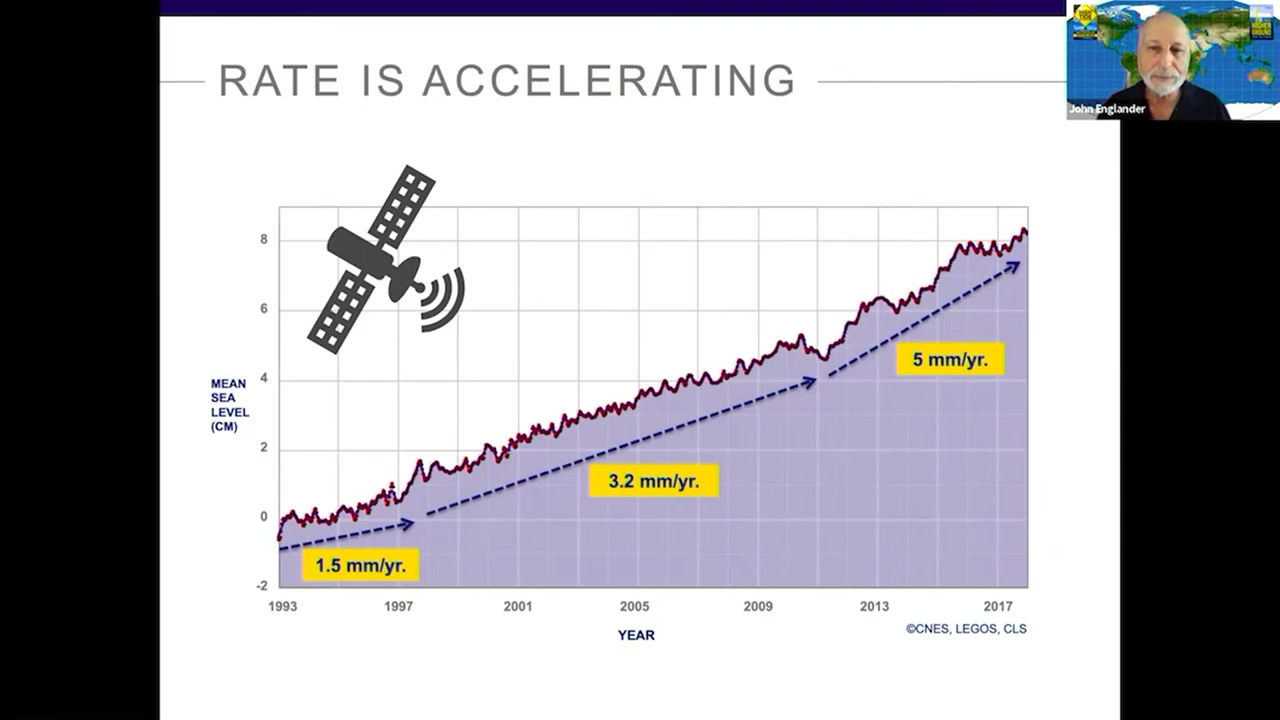 RATE IS ACCELERATING
John Englander
8
6
4
2
0
-2
MEAN
SEA
LEVEL
(CM)
5 mm/yr.
3.2 mm/yr.
1.5 mm/yr.
1993 1997 2001 2005 2009 2013 2017
YEAR
©CNES, LEGOS, CLS